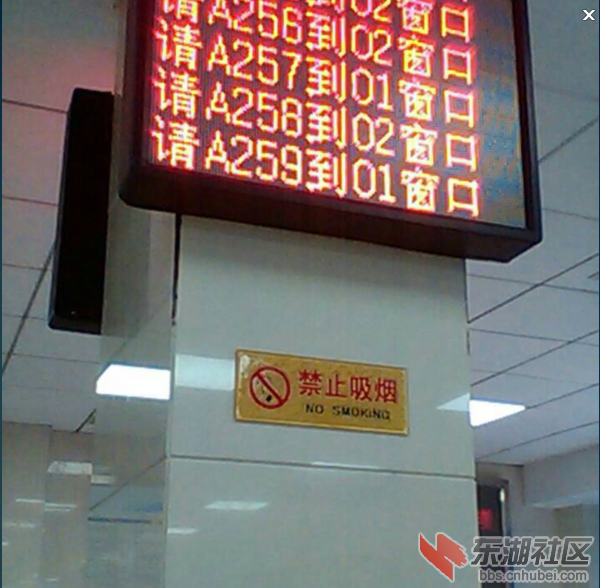 请A256到02窗口
请A257到01窗口
请A258到02窗口
请A259到01窗口
禁止吸烟
NO SMOKING
东湖社区
bbs.cnhubei.com